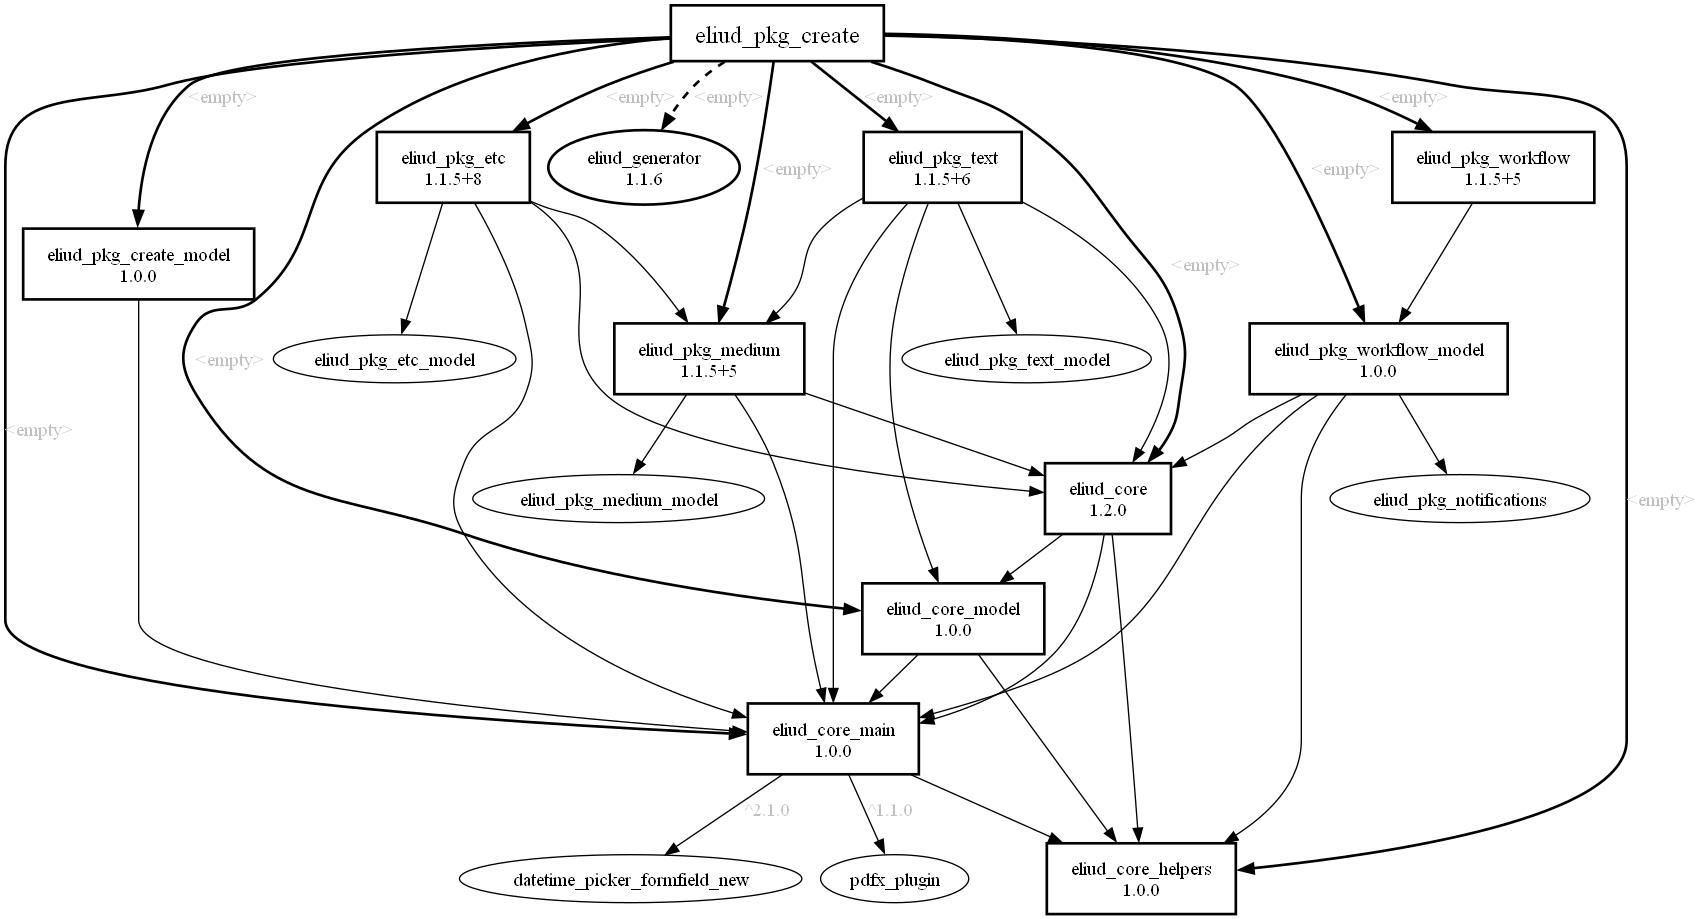 eliud_pkg_create
<empty>
<empty>
<empty>
<empty>
<empty>
eliud_pkg_etc
1.1.5+8
eliud_generator
1.1.6
<empty>
eliud_pkg_text
1.1.5+6
<empty>
eliud_pkg_workflow
1.1.5+5
eliud_pkg_create_model
1.0.0
<empty>
<empty>
eliud_pkg_etc_model
eliud_pkg_medium
1.1.5+5
eliud_pkg_text_model
eliud_pkg_workflow_model
1.0.0
<empty>
eliud_pkg_medium_model
eliud_core
1.2.0
eliud_pkg_notifications
<empty>
eliud_core_model
1.0.0
eliud_core_main
1.0.0
^2.1.0
^1.1.0
datetime_picker_formfield_new
pdfx_plugin
eliud_core_helpers
1.0.0